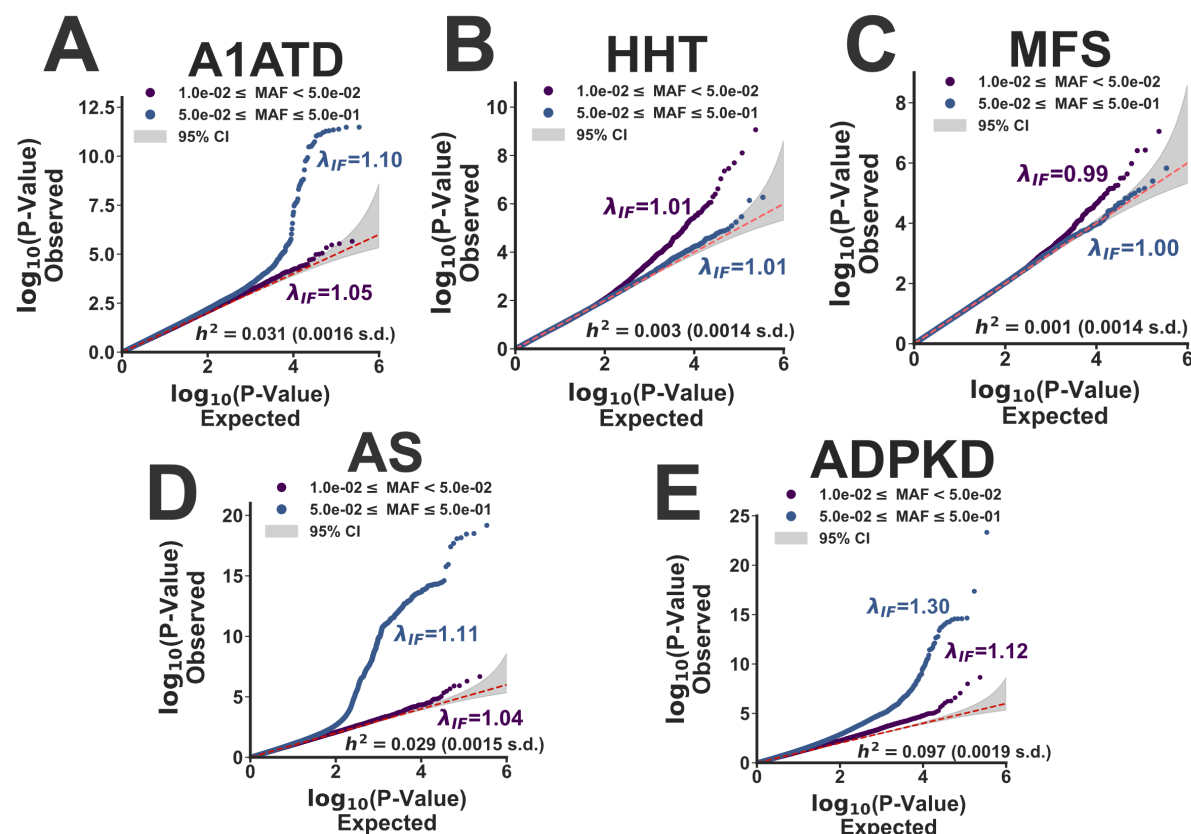 A
A1ATD
1.0e-02 ≤ MAF < 5.0e-02
5.0e-02 ≤ MAF ≤ 5.0e-01
95% CI
12.5
10.0
7.5
5.0
2.5
0.0
log₁₀(P-Value)
Observed
λIF=1.10
λIF=1.05
h² = 0.031 (0.0016 s.d.)
0 2 4 6
log₁₀(P-Value)
Expected
B
HHT
1.0e-02 ≤ MAF < 5.0e-02
5.0e-02 ≤ MAF ≤ 5.0e-01
95% CI
10
8
6
4
2
0
log₁₀(P-Value)
Observed
λIF=1.01
λIF=1.01
h² = 0.003 (0.0014 s.d.)
0 2 4 6
log₁₀(P-Value)
Expected
C
MFS
1.0e-02 ≤ MAF < 5.0e-02
5.0e-02 ≤ MAF ≤ 5.0e-01
95% CI
8
6
4
2
0
log₁₀(P-Value)
Observed
λIF=0.99
λIF=1.00
h² = 0.001 (0.0014 s.d.)
0 2 4 6
log₁₀(P-Value)
Expected
D
AS
1.0e-02 ≤ MAF < 5.0e-02
5.0e-02 ≤ MAF ≤ 5.0e-01
95% CI
20
15
10
5
0
log₁₀(P-Value)
Observed
λIF=1.11
λIF=1.04
h² = 0.029 (0.0015 s.d.)
0 2 4 6
log₁₀(P-Value)
Expected
E
ADPKD
1.0e-02 ≤ MAF < 5.0e-02
5.0e-02 ≤ MAF ≤ 5.0e-01
95% CI
25
20
15
10
5
0
log₁₀(P-Value)
Observed
λIF=1.30
λIF=1.12
h² = 0.097 (0.0019 s.d.)
0 2 4 6
log₁₀(P-Value)
Expected